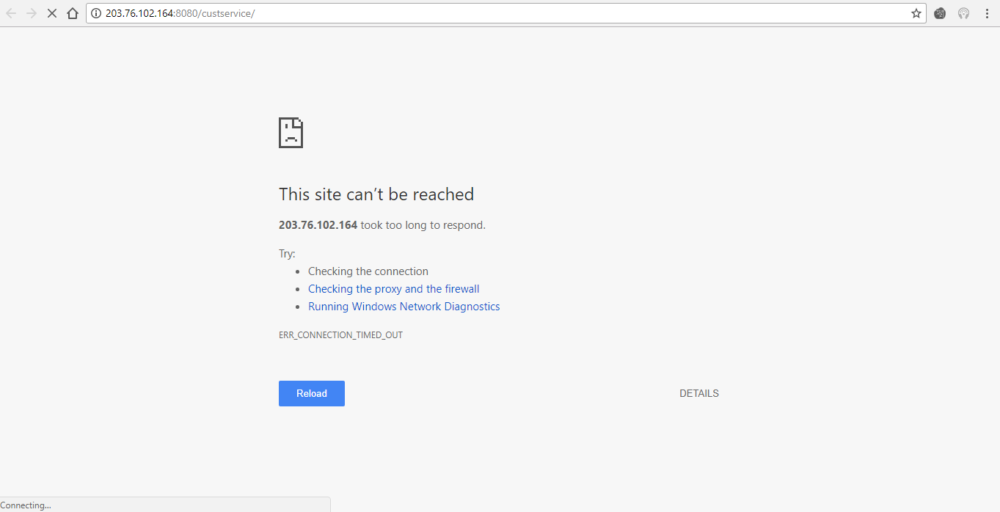 203.76.102.164:8080/custservice/
This site can’t be reached
203.76.102.164 took too long to respond.
Try:
Checking the connection
Checking the proxy and the firewall
Running Windows Network Diagnostics
ERR_CONNECTION_TIMED_OUT
Reload DETAILS
Connecting...